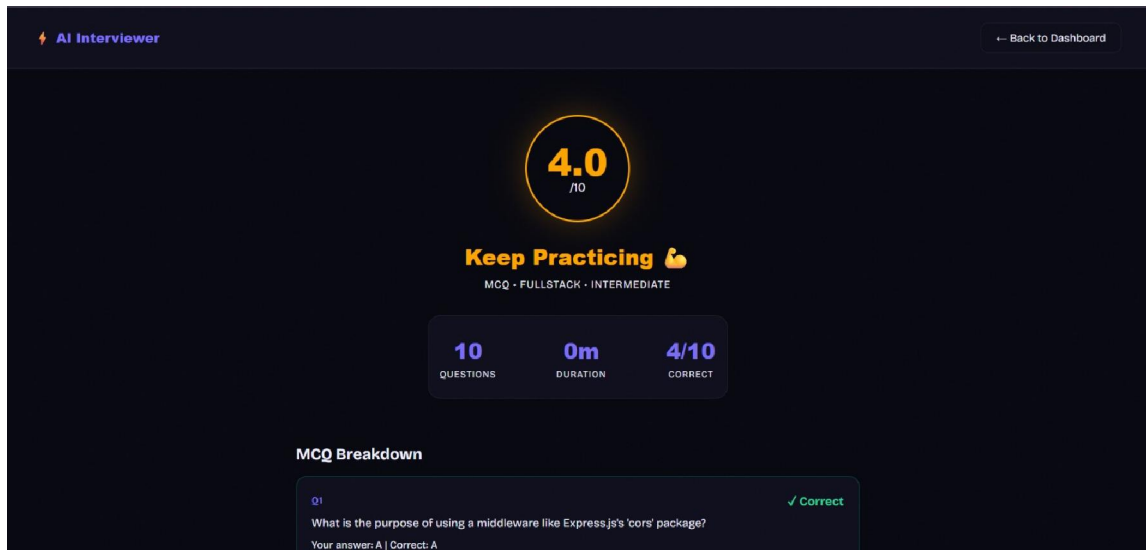 ⚡ AI Interviewer
← Back to Dashboard
4.0
/10
Keep Practicing 💪
MCQ • FULLSTACK • INTERMEDIATE
10 0m 4/10
QUESTIONS DURATION CORRECT
MCQ Breakdown
Q1 ✓ Correct
What is the purpose of using a middleware like Express.js's 'cors' package?
Your answer: A | Correct: A